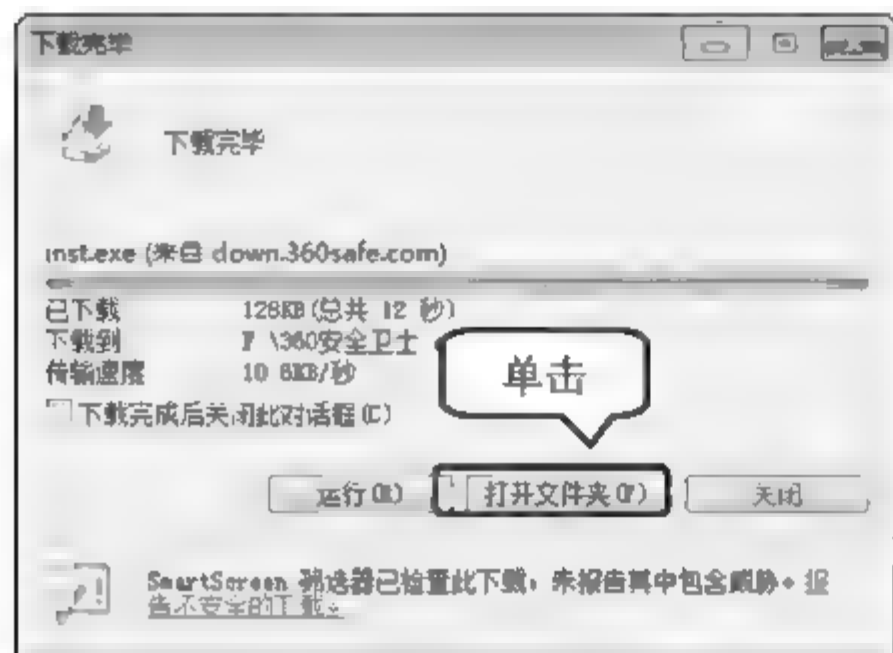 下载完毕
下载完毕
inst.exe (来自 down.360safe.com)
已下载 128KB (总共 12 秒)
下载到 F:\360安全卫士
传输速度 10.6KB/秒
单击
下载完成后关闭此对话框(C)
运行(R) 打开文件夹(F) 关闭
SmartScreen 筛选器已检查此下载，未报告其中包含威胁。报
告不安全的下载。